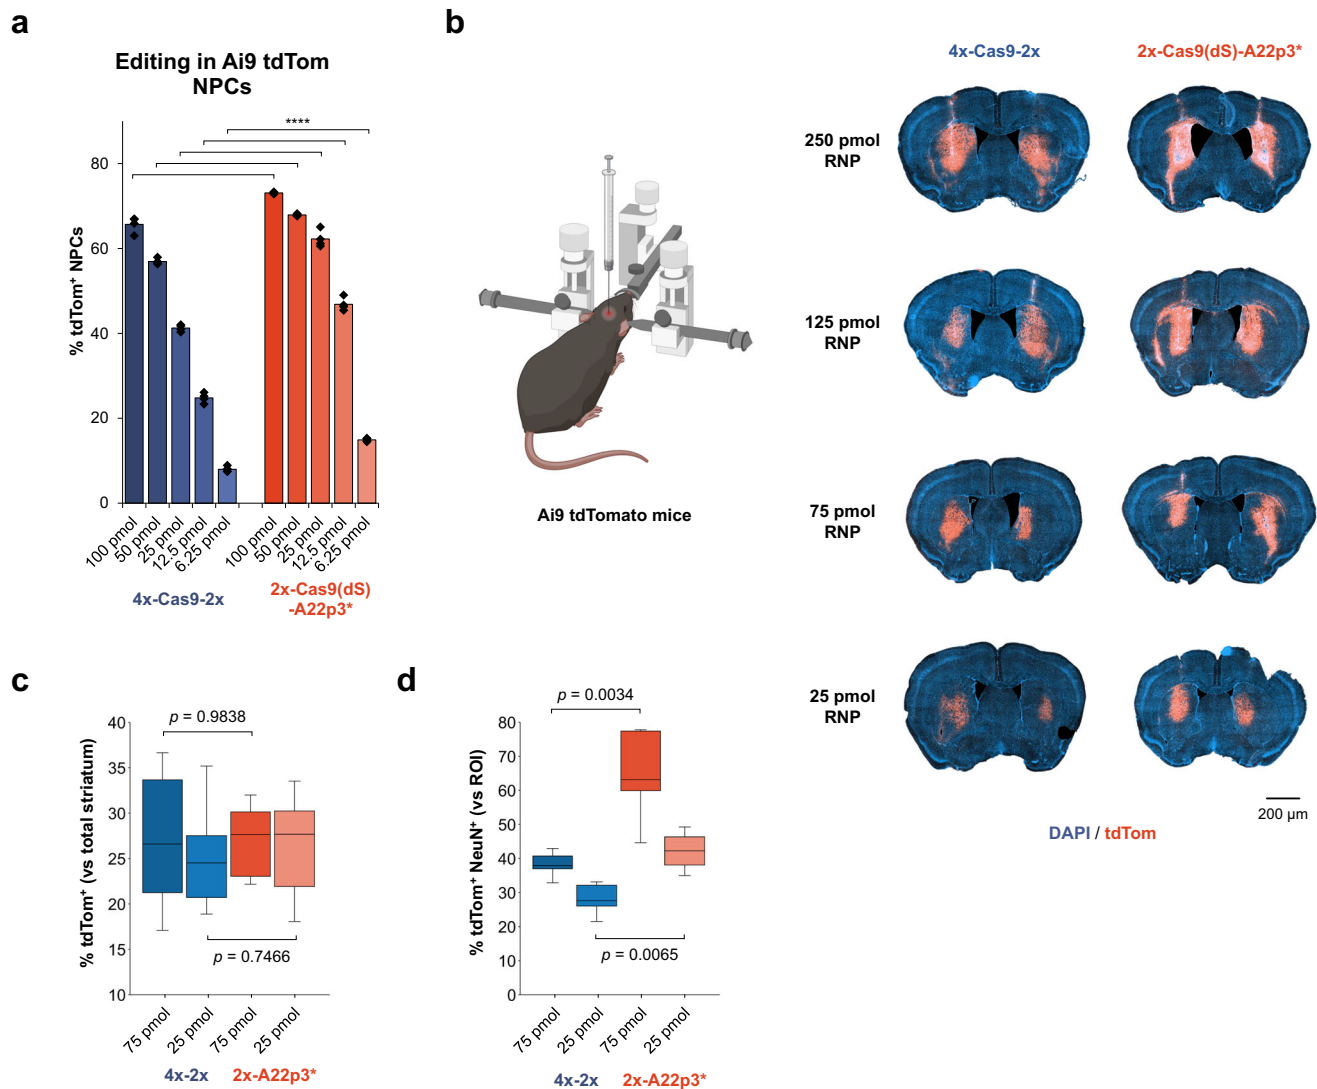 a
Editing in Ai9 tdTom
NPCs
****
% tdTom⁺ NPCs
80
60
40
20
0
100 pmol
50 pmol
25 pmol
12.5 pmol
6.25 pmol
100 pmol
50 pmol
25 pmol
12.5 pmol
6.25 pmol
4x-Cas9-2x
2x-Cas9(dS)
-A22p3*
b
Ai9 tdTomato mice
4x-Cas9-2x
2x-Cas9(dS)-A22p3*
250 pmol
RNP
125 pmol
RNP
75 pmol
RNP
25 pmol
RNP
200 µm
DAPI / tdTom
c
% tdTom⁺ (vs total striatum)
40
35
30
25
20
15
10
p = 0.9838
p = 0.7466
75 pmol
25 pmol
75 pmol
25 pmol
4x-2x
2x-A22p3*
d
% tdTom⁺ NeuN⁺ (vs ROI)
80
70
60
50
40
30
20
10
0
p = 0.0034
p = 0.0065
75 pmol
25 pmol
75 pmol
25 pmol
4x-2x
2x-A22p3*